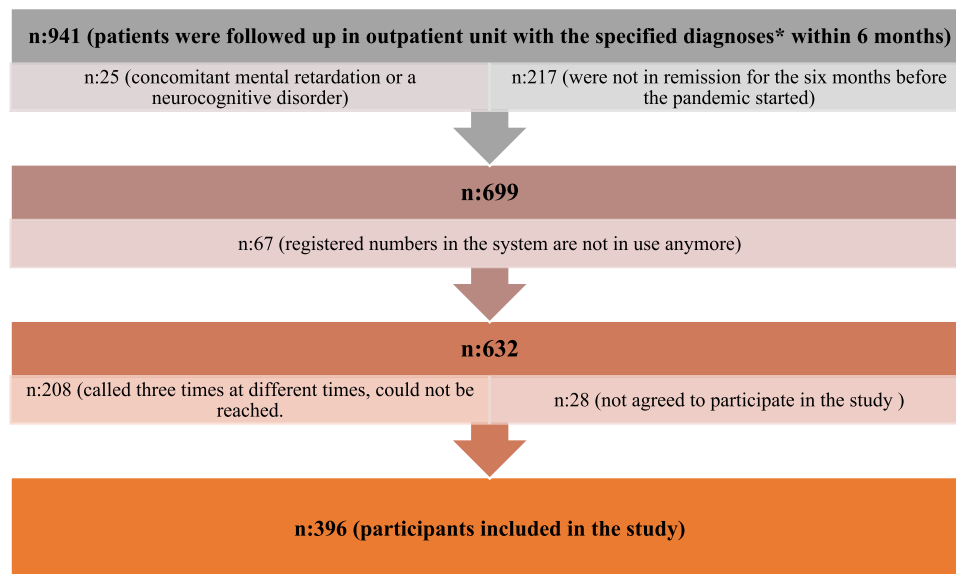 n:941 (patients were followed up in outpatient unit with the specified diagnoses* within 6 months)
n:25 (concomitant mental retardation or a
neurocognitive disorder)
n:217 (were not in remission for the six months before
the pandemic started)
n:699
n:67 (registered numbers in the system are not in use anymore)
n:632
n:208 (called three times at different times, could not be
reached.
n:28 (not agreed to participate in the study )
n:396 (participants included in the study)